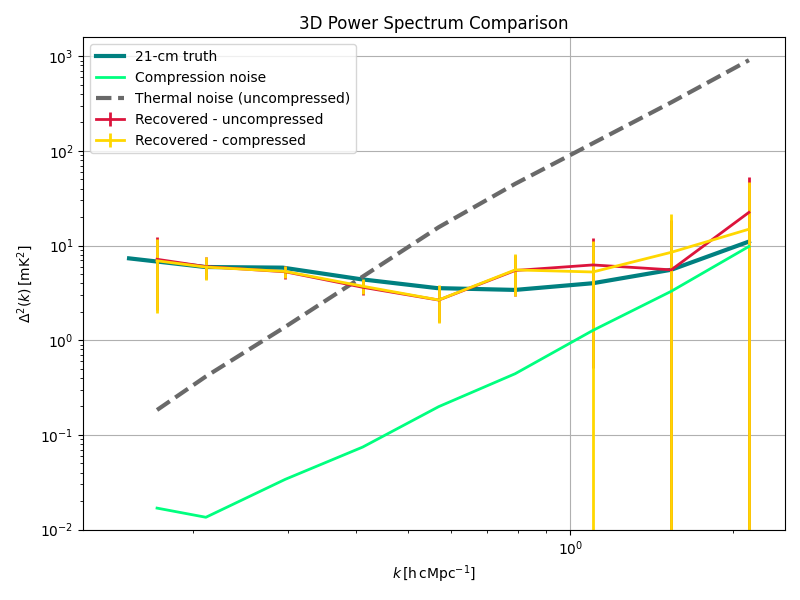 3D Power Spectrum Comparison
21-cm truth
Compression noise
Thermal noise (uncompressed)
Recovered - uncompressed
Recovered - compressed
Δ²(k) [mK²]
10³
10²
10¹
10⁰
10⁻¹
10⁻²
10⁰
k [h cMpc⁻¹]